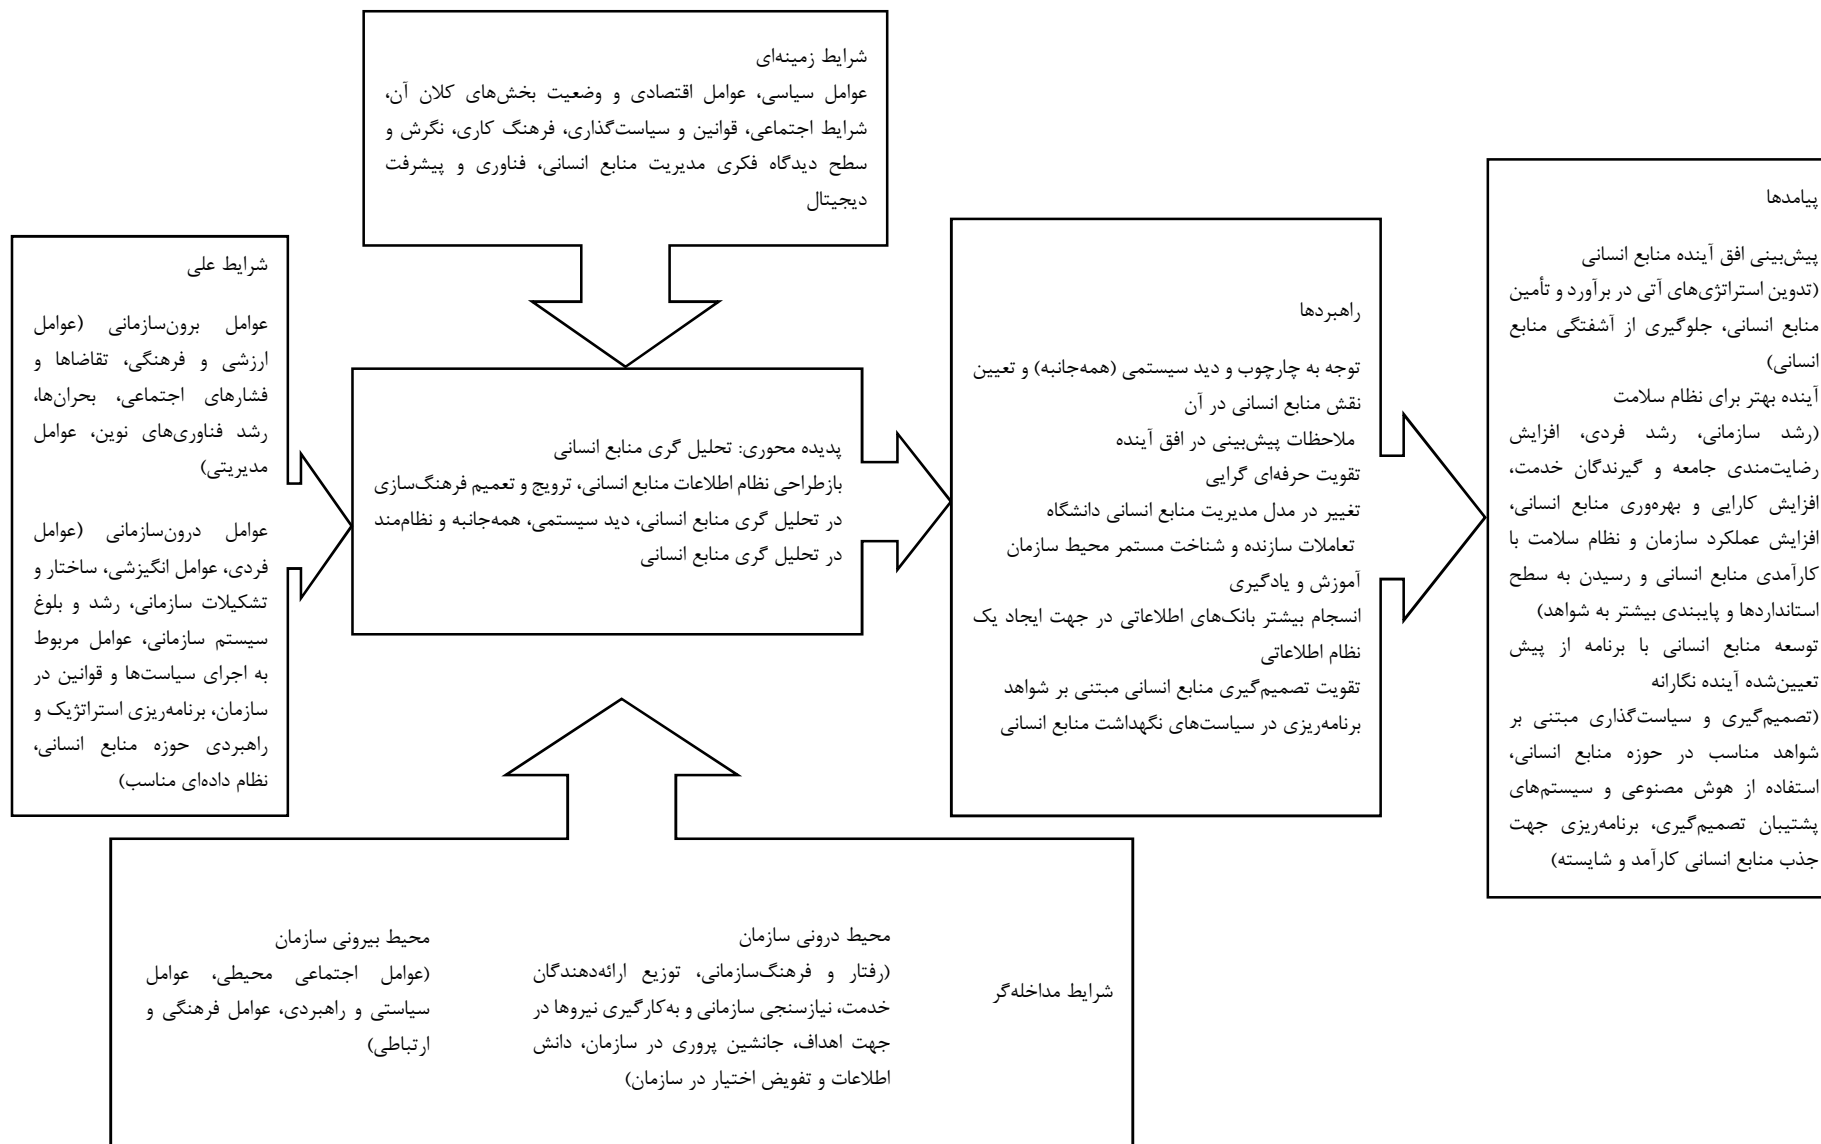 شرایط زمینه‌ای
عوامل سیاسی، عوامل اقتصادی و وضعیت بخش‌های کلان آن،
شرایط اجتماعی، قوانین و سیاست‌گذاری، فرهنگ کاری، نگرش و
سطح دیدگاه فکری مدیریت منابع انسانی، فناوری و پیشرفت
دیجیتال
شرایط علی
عوامل برون‌سازمانی (عوامل
ارزشی و فرهنگی، تقاضاها و
فشارهای اجتماعی، بحران‌ها،
رشد فناوری‌های نوین، عوامل
مدیریتی)
عوامل درون‌سازمانی (عوامل
فردی، عوامل انگیزشی، ساختار و
تشکیلات سازمانی، رشد و بلوغ
سیستم سازمانی، عوامل مربوط
به اجرای سیاست‌ها و قوانین در
سازمان، برنامه‌ریزی استراتژیک و
راهبردی حوزه منابع انسانی،
نظام داده‌ای مناسب)
پدیده محوری: تحلیل گری منابع انسانی
بازطراحی نظام اطلاعات منابع انسانی، ترویج و تعمیم فرهنگ‌سازی
در تحلیل گری منابع انسانی، دید سیستمی، همه‌جانبه و نظام‌مند
در تحلیل گری منابع انسانی
راهبردها
توجه به چارچوب و دید سیستمی (همه‌جانبه) و تعیین
نقش منابع انسانی در آن
ملاحظات پیش‌بینی در افق آینده
تقویت حرفه‌ای گرایی
تغییر در مدل مدیریت منابع انسانی دانشگاه
تعاملات سازنده و شناخت مستمر محیط سازمان
آموزش و یادگیری
انسجام بیشتر بانک‌های اطلاعاتی در جهت ایجاد یک
نظام اطلاعاتی
تقویت تصمیم‌گیری منابع انسانی مبتنی بر شواهد
برنامه‌ریزی در سیاست‌های نگهداشت منابع انسانی
پیامدها
پیش‌بینی افق آینده منابع انسانی
(تدوین استراتژی‌های آتی در برآورد و تأمین
منابع انسانی، جلوگیری از آشفتگی منابع
انسانی)
آینده بهتر برای نظام سلامت
(رشد سازمانی، رشد فردی، افزایش
رضایت‌مندی جامعه و گیرندگان خدمت،
افزایش کارایی و بهره‌وری منابع انسانی،
افزایش عملکرد سازمان و نظام سلامت با
کارآمدی منابع انسانی و رسیدن به سطح
استانداردها و پایبندی بیشتر به شواهد)
توسعه منابع انسانی با برنامه از پیش
تعیین‌شده آینده نگارانه
(تصمیم‌گیری و سیاست‌گذاری مبتنی بر
شواهد مناسب در حوزه منابع انسانی،
استفاده از هوش مصنوعی و سیستم‌های
پشتیبان تصمیم‌گیری، برنامه‌ریزی جهت
جذب منابع انسانی کارآمد و شایسته)
شرایط مداخله‌گر
محیط درونی سازمان
(رفتار و فرهنگ‌سازمانی، توزیع ارائه‌دهندگان
خدمت، نیازسنجی سازمانی و به‌کارگیری نیروها در
جهت اهداف، جانشین پروری در سازمان، دانش
اطلاعات و تفویض اختیار در سازمان)
محیط بیرونی سازمان
(عوامل اجتماعی محیطی، عوامل
سیاستی و راهبردی، عوامل فرهنگی و
ارتباطی)